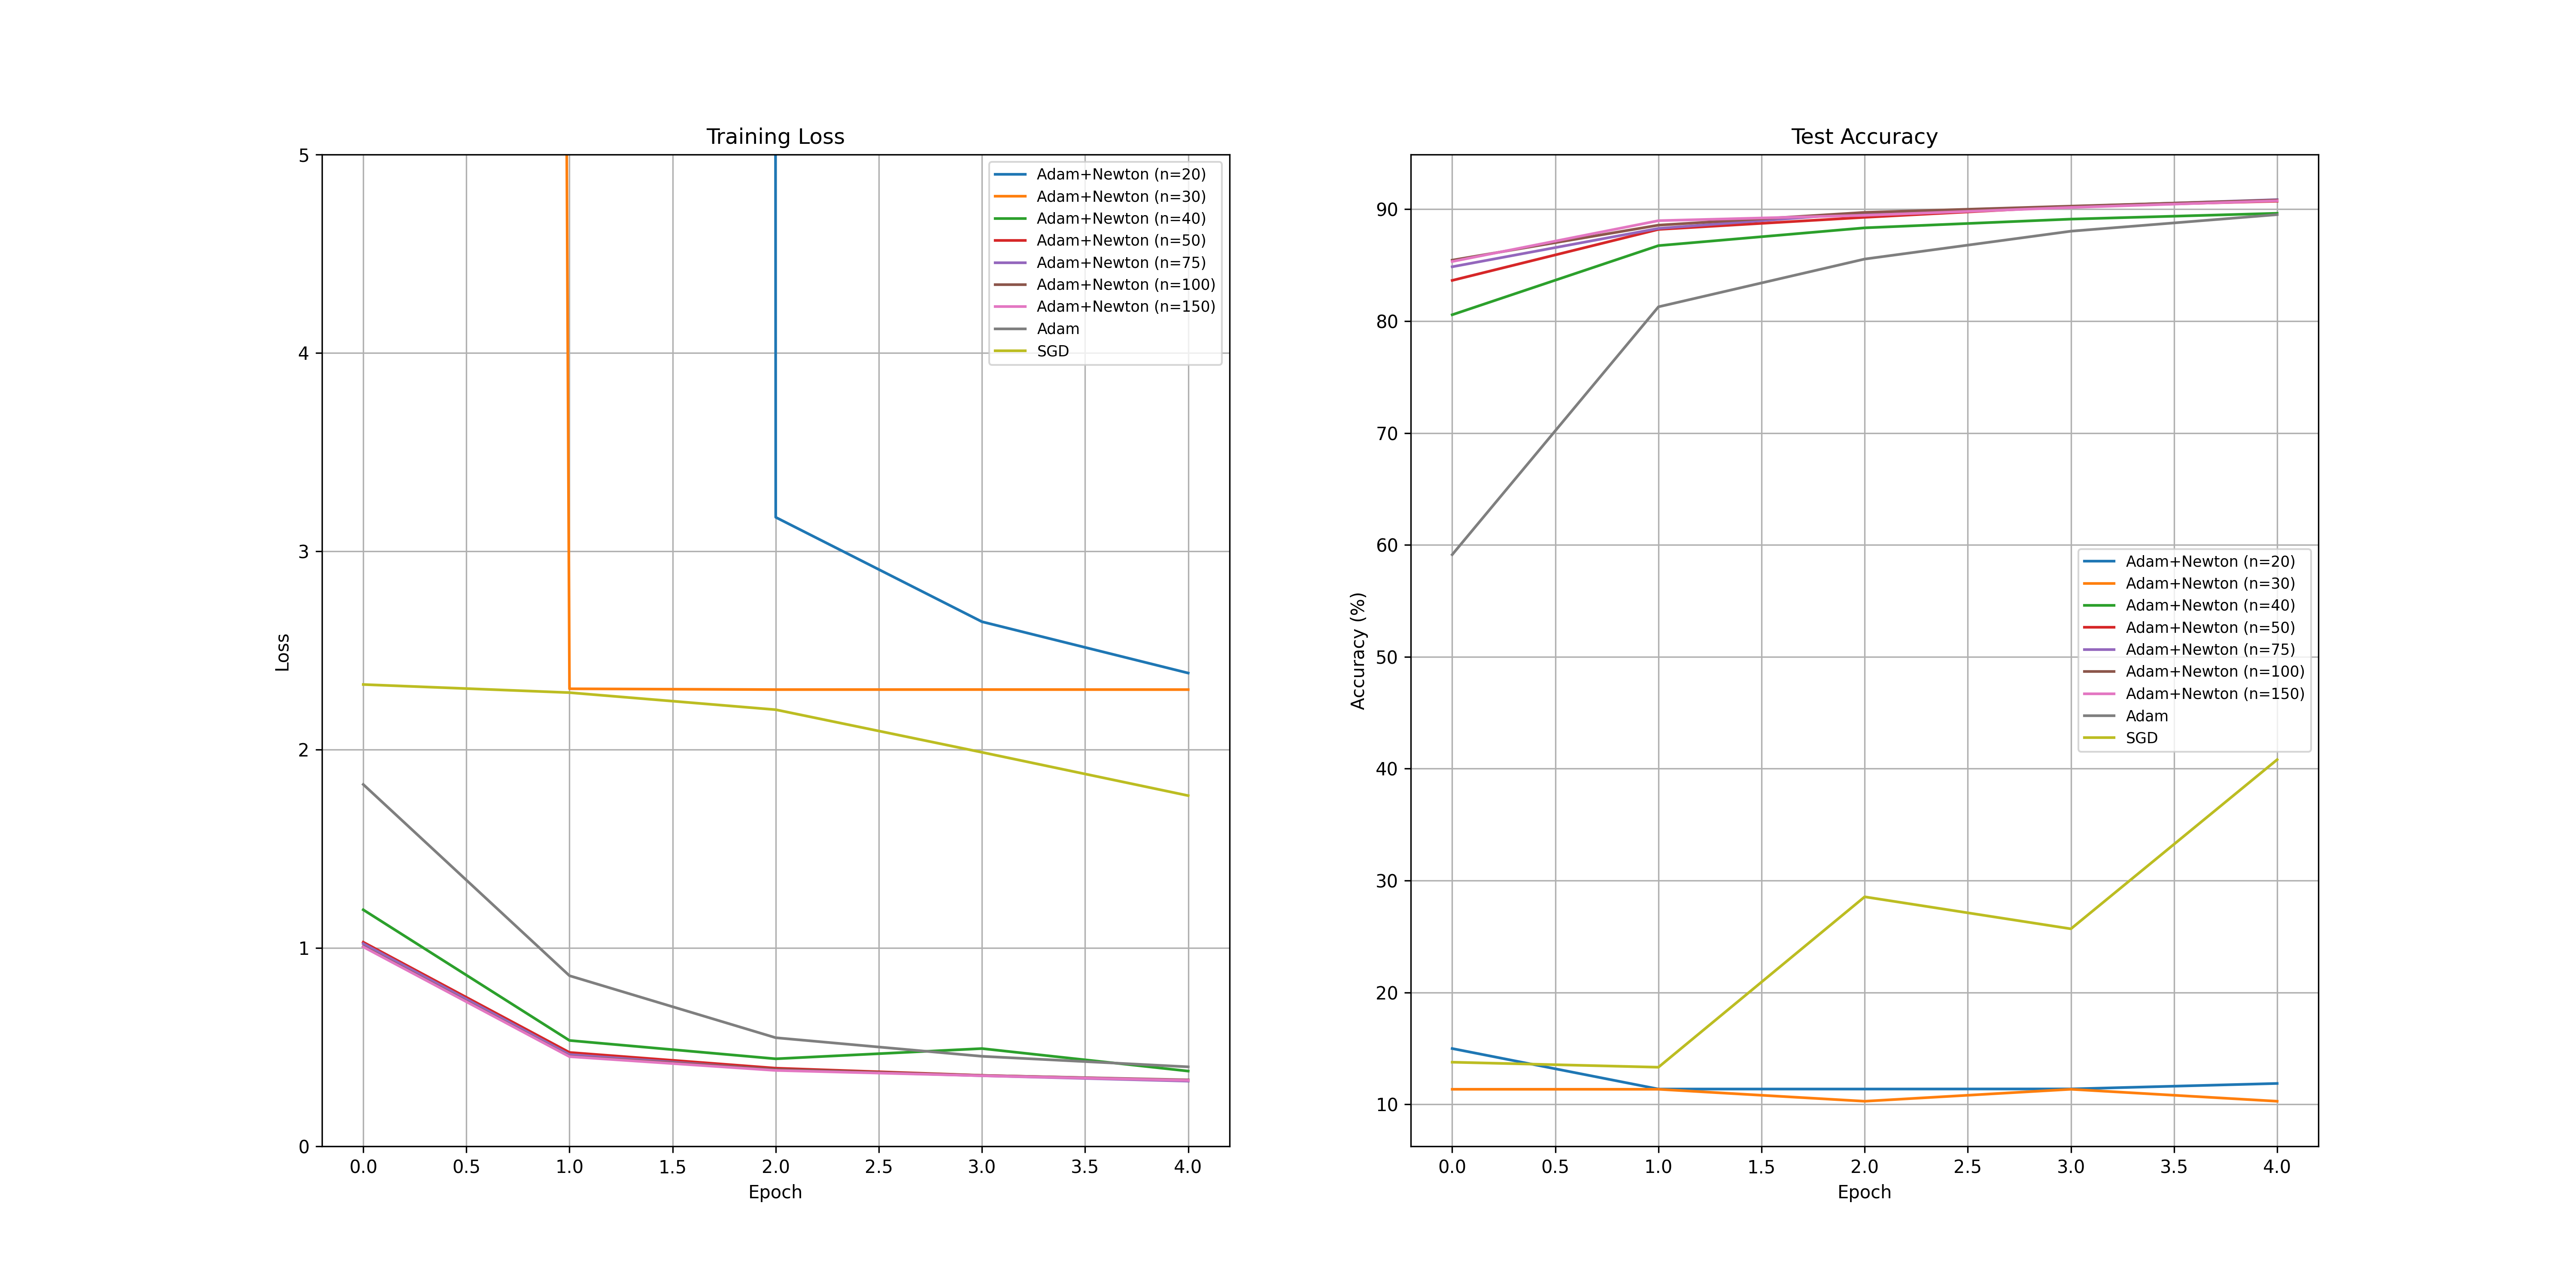 Training Loss
5
4
3
2
1
0
Loss
0.0 0.5 1.0 1.5 2.0 2.5 3.0 3.5 4.0
Epoch
Adam+Newton (n=20)
Adam+Newton (n=30)
Adam+Newton (n=40)
Adam+Newton (n=50)
Adam+Newton (n=75)
Adam+Newton (n=100)
Adam+Newton (n=150)
Adam
SGD
Test Accuracy
90
80
70
60
50
40
30
20
10
Accuracy (%)
0.0 0.5 1.0 1.5 2.0 2.5 3.0 3.5 4.0
Epoch
Adam+Newton (n=20)
Adam+Newton (n=30)
Adam+Newton (n=40)
Adam+Newton (n=50)
Adam+Newton (n=75)
Adam+Newton (n=100)
Adam+Newton (n=150)
Adam
SGD